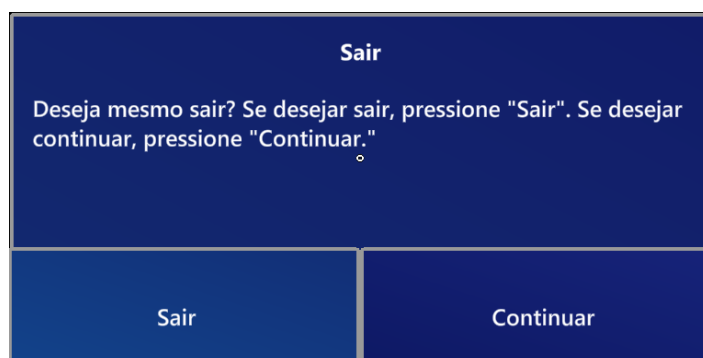 Sair
Deseja mesmo sair? Se desejar sair, pressione "Sair". Se desejar
continuar, pressione "Continuar."
Sair
Continuar